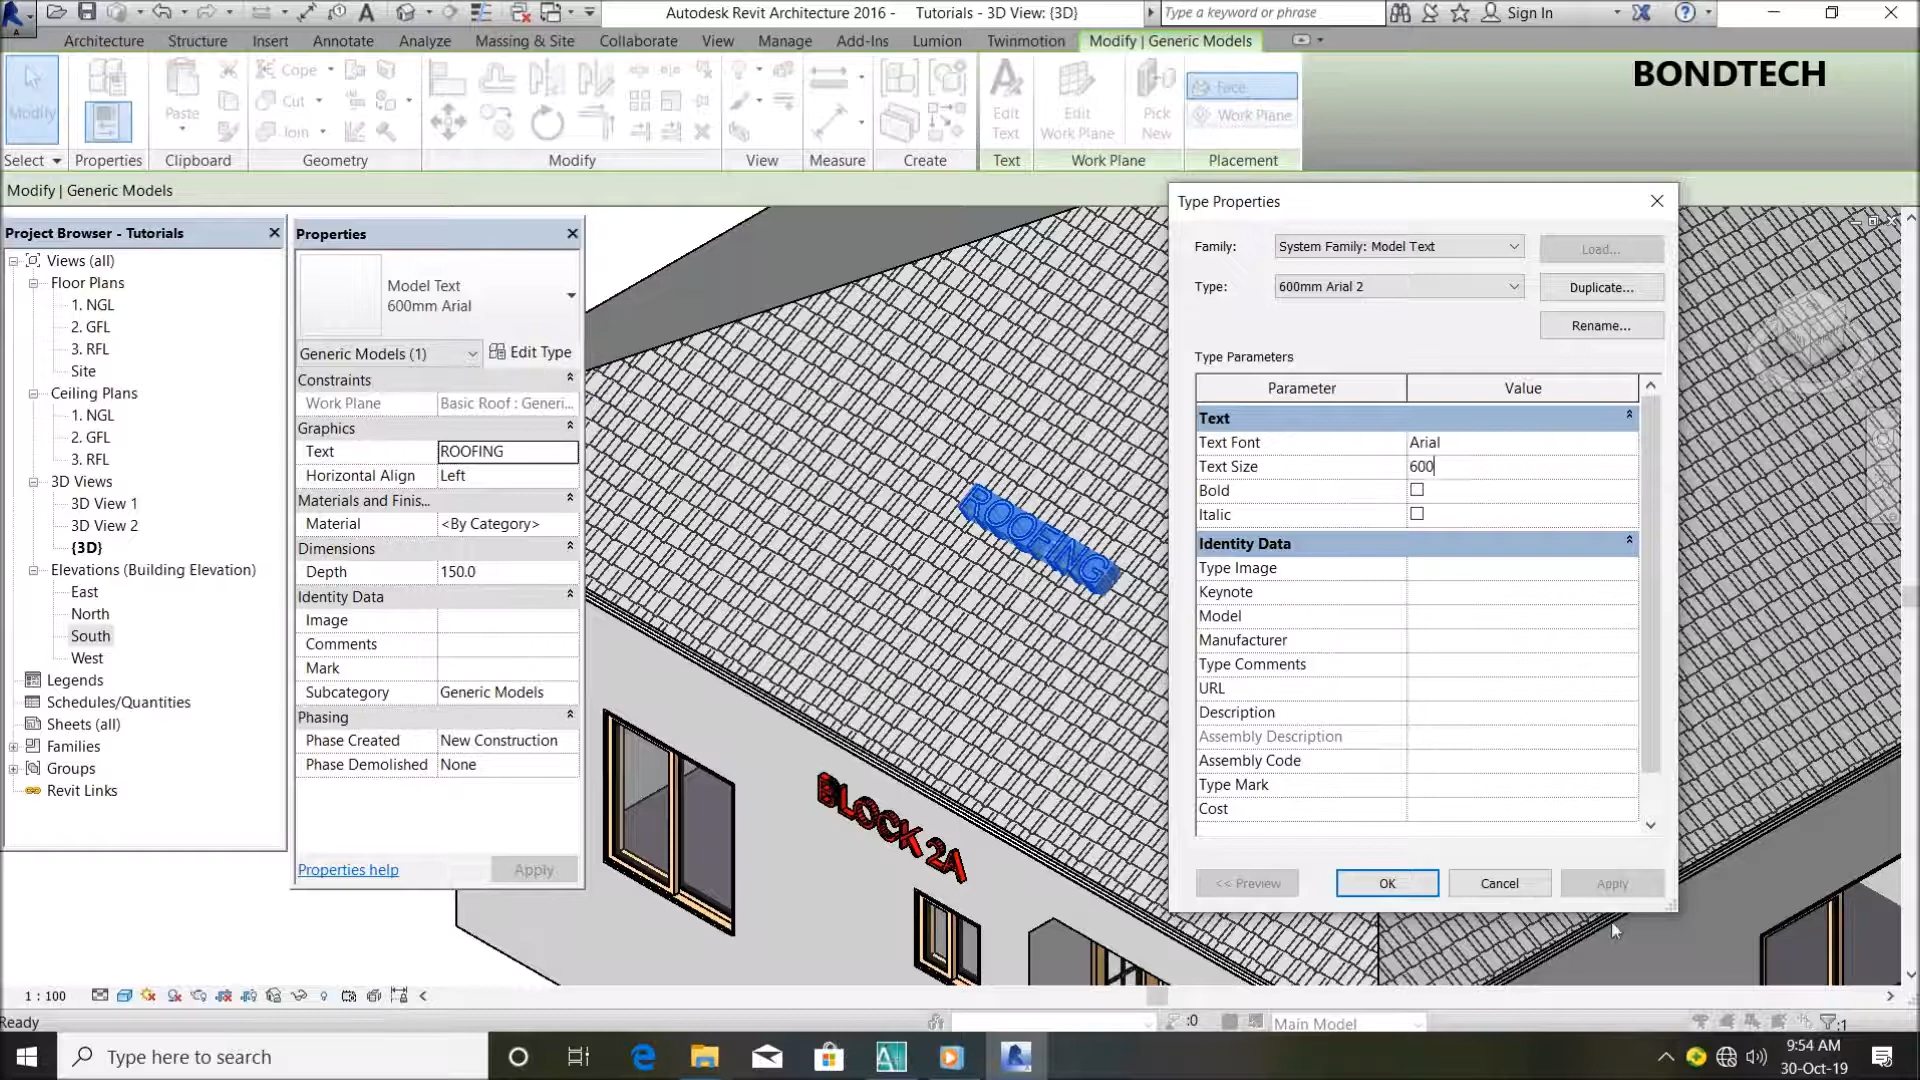 Autodesk Revit Architecture 2016 - Tutorials - 3D View: {3D}
Type a keyword or phrase
Sign In
Architecture Structure Insert Annotate Analyze Massing & Site Collaborate View Manage Add-Ins Lumion Twinmotion Modify | Generic Models
BONDTECH
Modify
Paste
Cope
Cut
Join
Edit Text
Edit Work Plane
Pick New
Face
Work Plane
Select Properties Clipboard Geometry Modify View Measure Create Text Work Plane Placement
Modify | Generic Models
Project Browser - Tutorials
Views (all)
Floor Plans
1. NGL
2. GFL
3. RFL
Site
Ceiling Plans
1. NGL
2. GFL
3. RFL
3D Views
3D View 1
3D View 2
{3D}
Elevations (Building Elevation)
East
North
South
West
Legends
Schedules/Quantities
Sheets (all)
Families
Groups
Revit Links
Properties
Model Text
600mm Arial
Generic Models (1) Edit Type
Constraints
Work Plane Basic Roof : Generi...
Graphics
Text ROOFING
Horizontal Align Left
Materials and Finis...
Material <By Category>
Dimensions
Depth 150.0
Identity Data
Image
Comments
Mark
Subcategory Generic Models
Phasing
Phase Created New Construction
Phase Demolished None
Properties help Apply
ROOFING
BLOCK 2A
Type Properties
Family: System Family: Model Text Load...
Type: 600mm Arial 2 Duplicate...
Rename...
Type Parameters
Parameter Value
Text
Text Font Arial
Text Size 600
Bold
Italic
Identity Data
Type Image
Keynote
Model
Manufacturer
Type Comments
URL
Description
Assembly Description
Assembly Code
Type Mark
Cost
<< Preview OK Cancel Apply
1 : 100
Ready
:0
Main Model
:1
Type here to search
9:54 AM
30-Oct-19